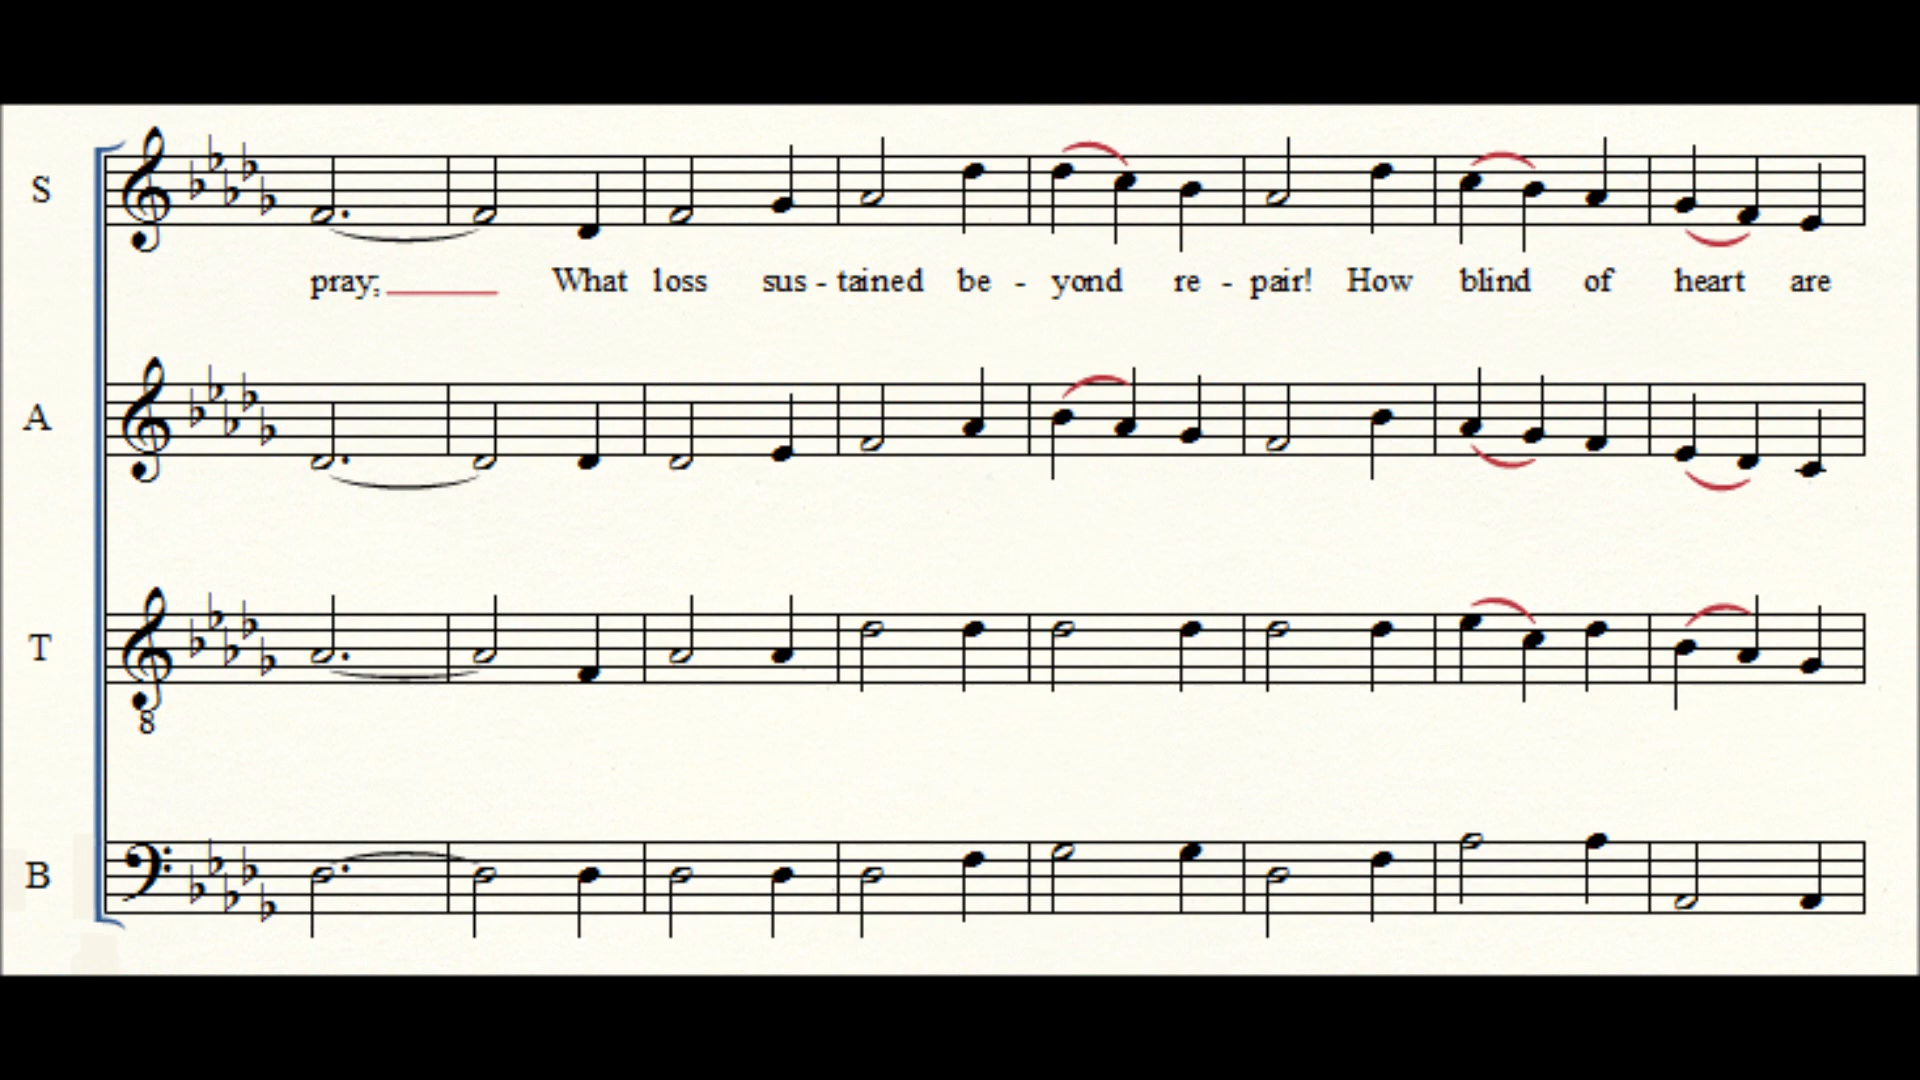 S
pray; What loss sus - tained be - yond re - pair! How blind of heart are
A
T
8
B